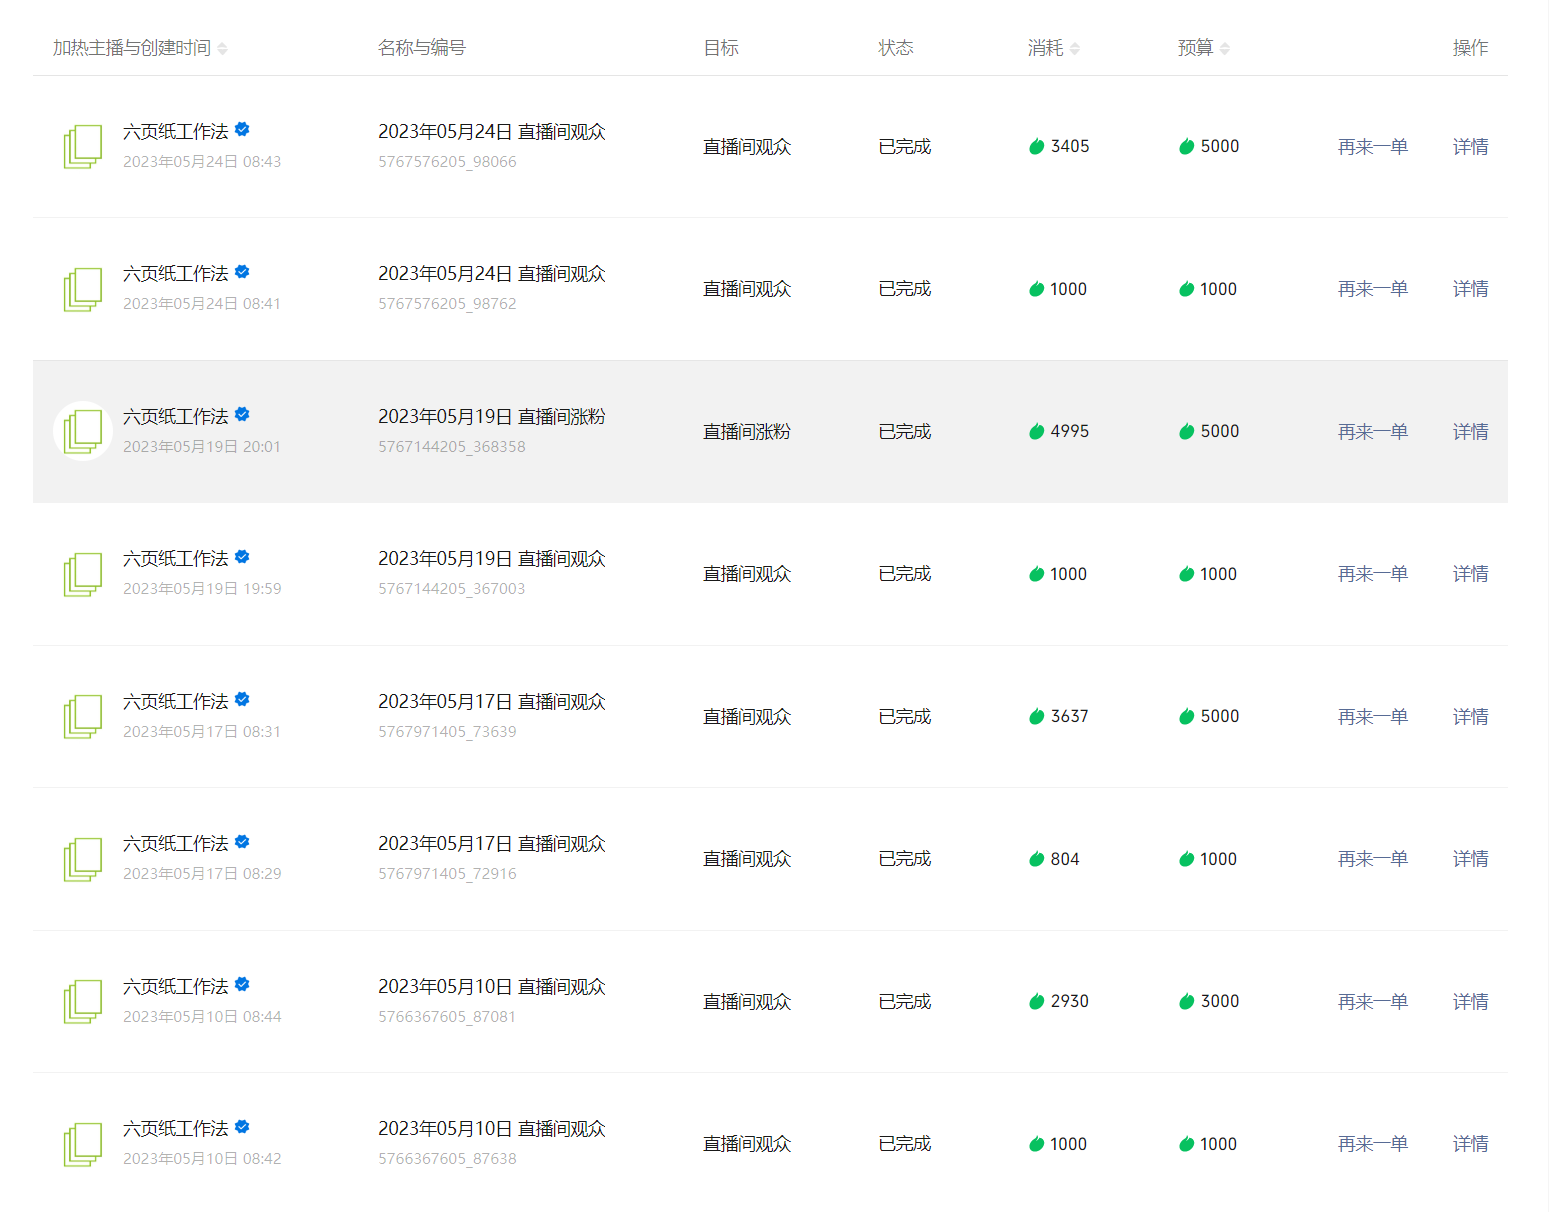 加热主播与创建时间 名称与编号 目标 状态 消耗 预算 操作
六页纸工作法 2023年05月24日 直播间观众
2023年05月24日 08:43 5767576205_98066
直播间观众 已完成 3405 5000 再来一单 详情
六页纸工作法 2023年05月24日 直播间观众
2023年05月24日 08:41 5767576205_98762
直播间观众 已完成 1000 1000 再来一单 详情
六页纸工作法 2023年05月19日 直播间涨粉
2023年05月19日 20:01 5767144205_368358
直播间涨粉 已完成 4995 5000 再来一单 详情
六页纸工作法 2023年05月19日 直播间观众
2023年05月19日 19:59 5767144205_367003
直播间观众 已完成 1000 1000 再来一单 详情
六页纸工作法 2023年05月17日 直播间观众
2023年05月17日 08:31 5767971405_73639
直播间观众 已完成 3637 5000 再来一单 详情
六页纸工作法 2023年05月17日 直播间观众
2023年05月17日 08:29 5767971405_72916
直播间观众 已完成 804 1000 再来一单 详情
六页纸工作法 2023年05月10日 直播间观众
2023年05月10日 08:44 5766367605_87081
直播间观众 已完成 2930 3000 再来一单 详情
六页纸工作法 2023年05月10日 直播间观众
2023年05月10日 08:42 5766367605_87638
直播间观众 已完成 1000 1000 再来一单 详情